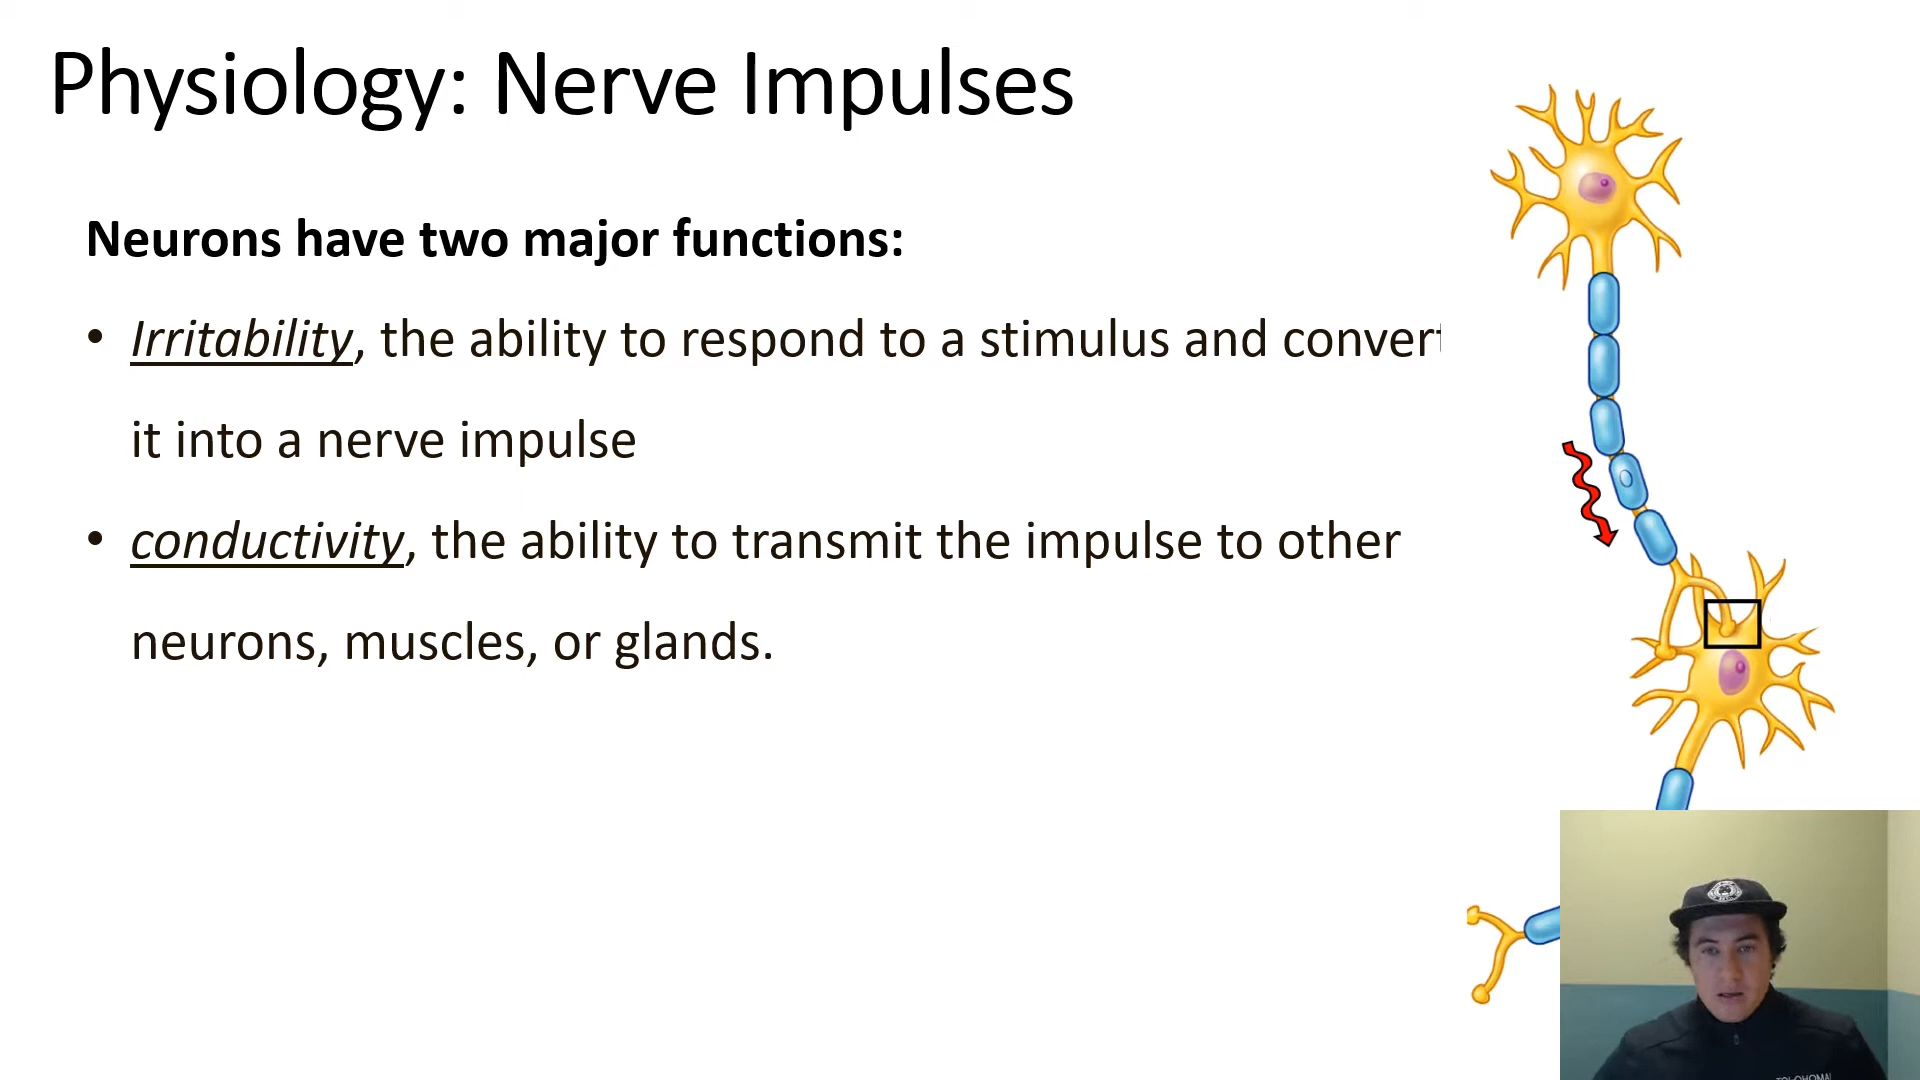 Physiology: Nerve Impulses
Neurons have two major functions:
• Irritability, the ability to respond to a stimulus and convert
it into a nerve impulse
• conductivity, the ability to transmit the impulse to other
neurons, muscles, or glands.